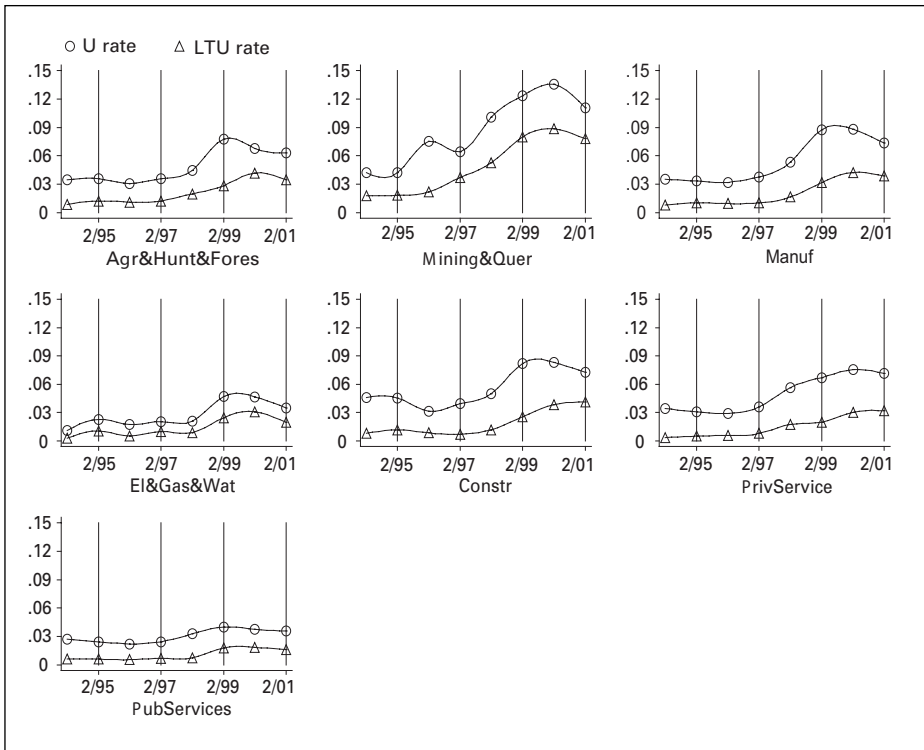 U rate LTU rate
.15 .15 .15
.12 .12 .12
.09 .09 .09
.06 .06 .06
.03 .03 .03
0 0 0
2/95 2/97 2/99 2/01 2/95 2/97 2/99 2/01 2/95 2/97 2/99 2/01
Agr&Hunt&Fores Mining&Quer Manuf
.15 .15 .15
.12 .12 .12
.09 .09 .09
.06 .06 .06
.03 .03 .03
0 0 0
2/95 2/97 2/99 2/01 2/95 2/97 2/99 2/01 2/95 2/97 2/99 2/01
El&Gas&Wat Constr PrivService
.15
.12
.09
.06
.03
0
2/95 2/97 2/99 2/01
PubServices